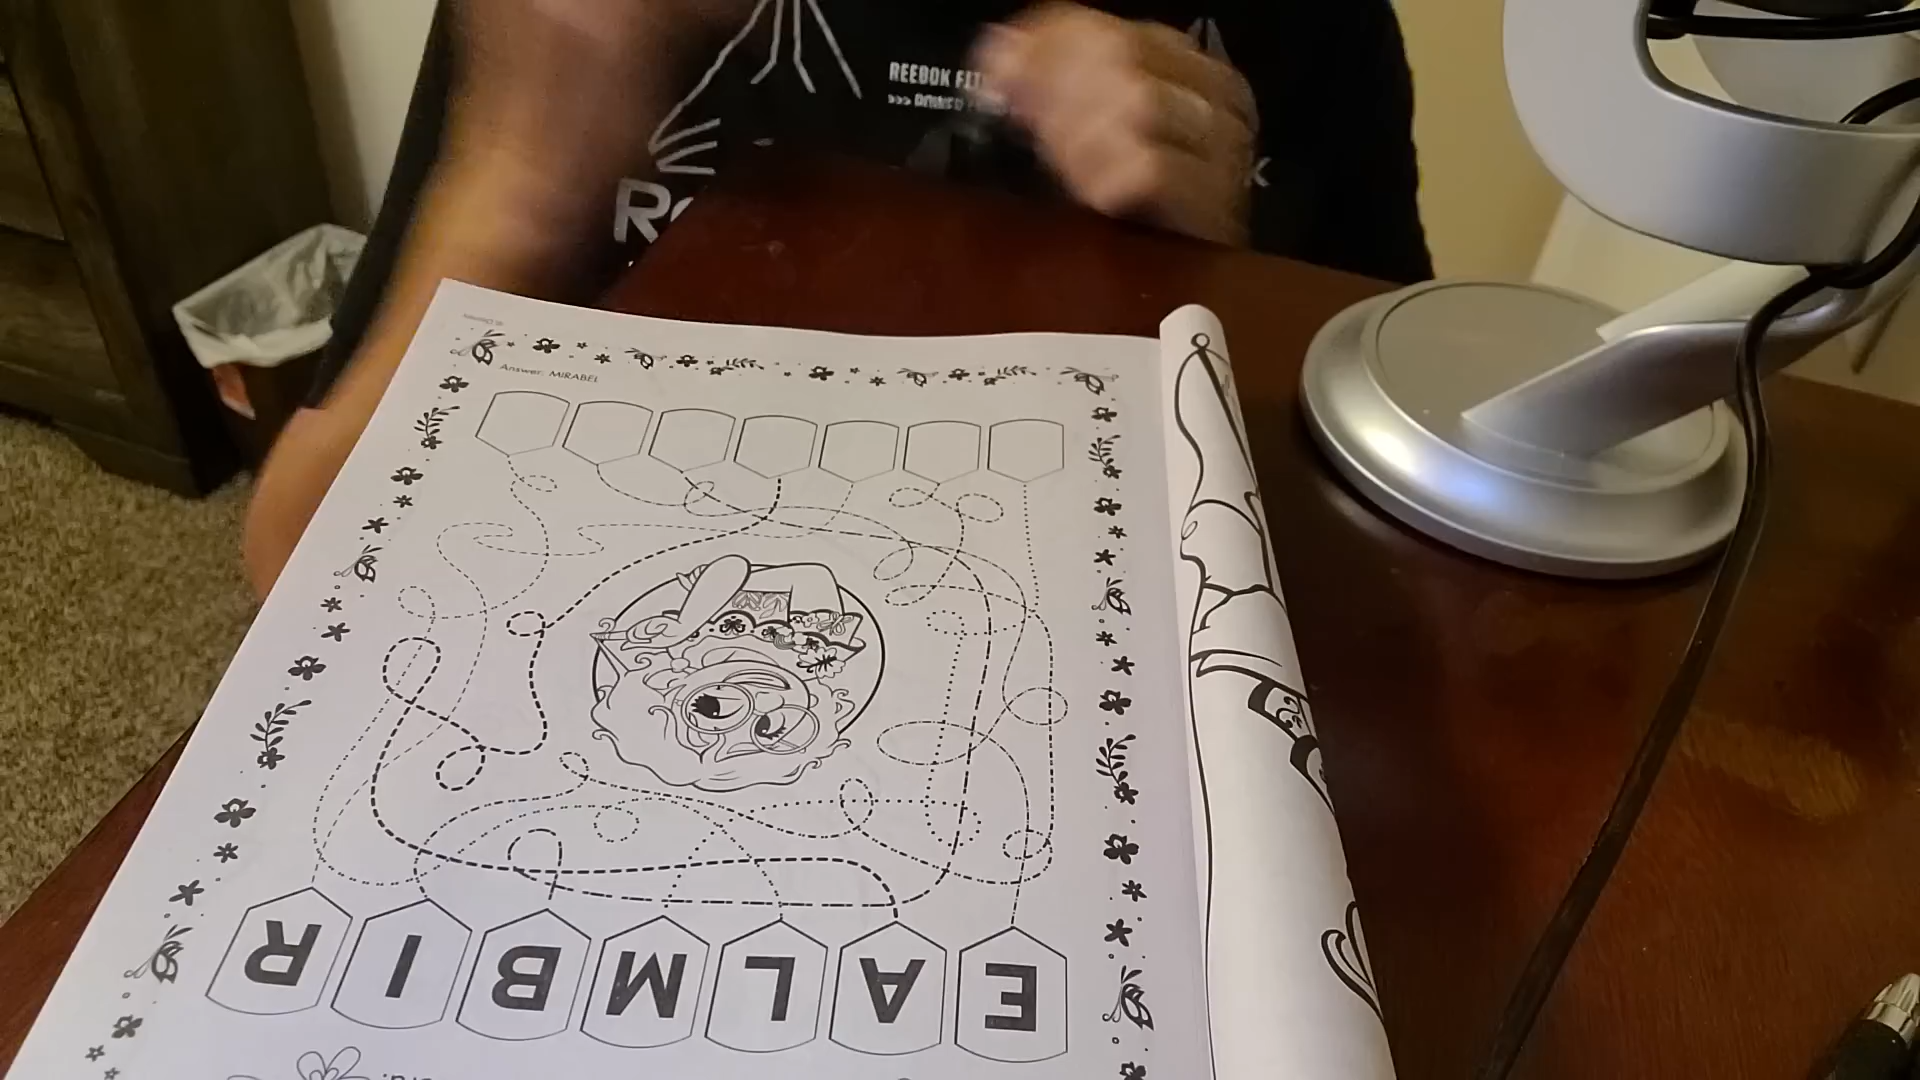 REEBOK FIT
>>>
R
K
Answer: MIRABEL
E A L M B I R